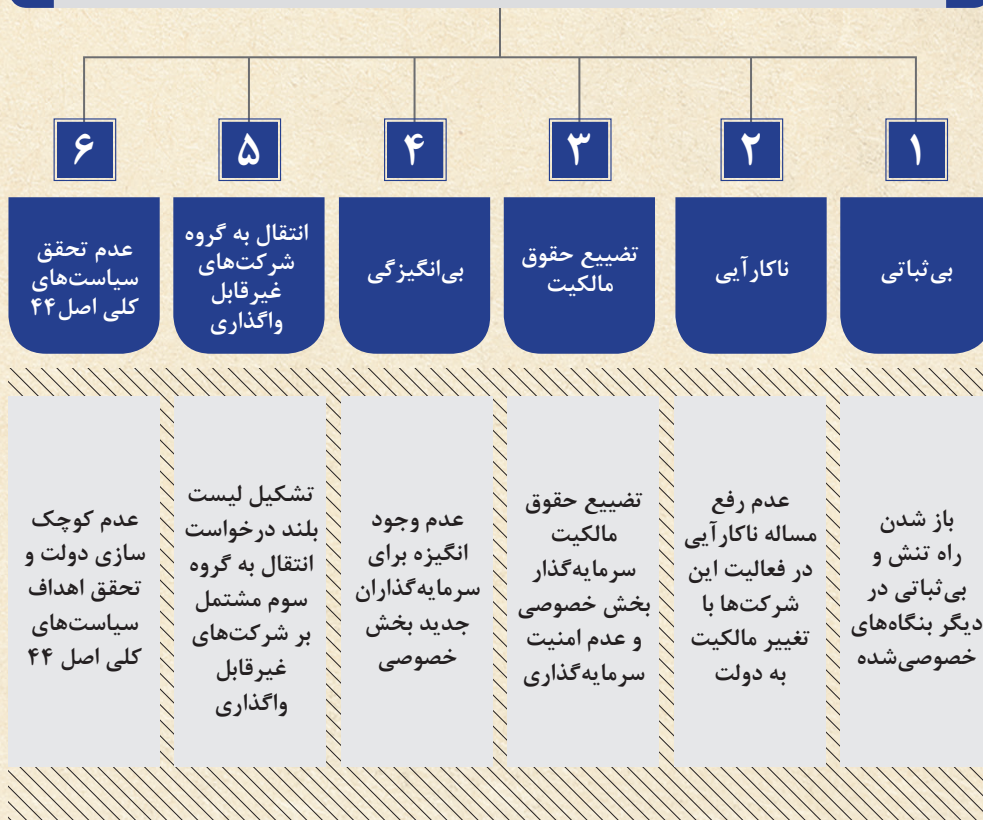 ۱
بی‌ثباتی
باز شدن
راه تنش و
بی‌ثباتی در
دیگر بنگاه‌های
خصوصی‌شده
۲
ناکارآیی
عدم رفع
مساله ناکارآیی
در فعالیت این
شرکت‌ها با
تغییر مالکیت
به دولت
۳
تضییع حقوق
مالکیت
تضییع حقوق
مالکیت
سرمایه‌گذار
بخش خصوصی
و عدم امنیت
سرمایه‌گذاری
۴
بی‌انگیزگی
عدم وجود
انگیزه برای
سرمایه‌گذاران
جدید بخش
خصوصی
۵
انتقال به گروه
شرکت‌های
غیرقابل
واگذاری
تشکیل لیست
بلند درخواست
انتقال به گروه
سوم مشتمل
بر شرکت‌های
غیرقابل
واگذاری
۶
عدم تحقق
سیاست‌های
کلی اصل۴۴
عدم کوچک
سازی دولت و
تحقق اهداف
سیاست‌های
کلی اصل ۴۴